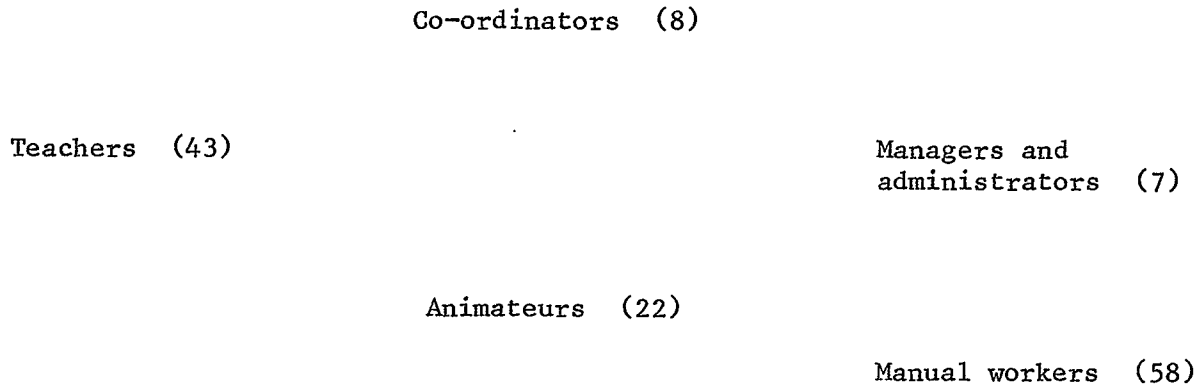 Co-ordinators (8)
Teachers (43)
Managers and
administrators (7)
Animateurs (22)
Manual workers (58)